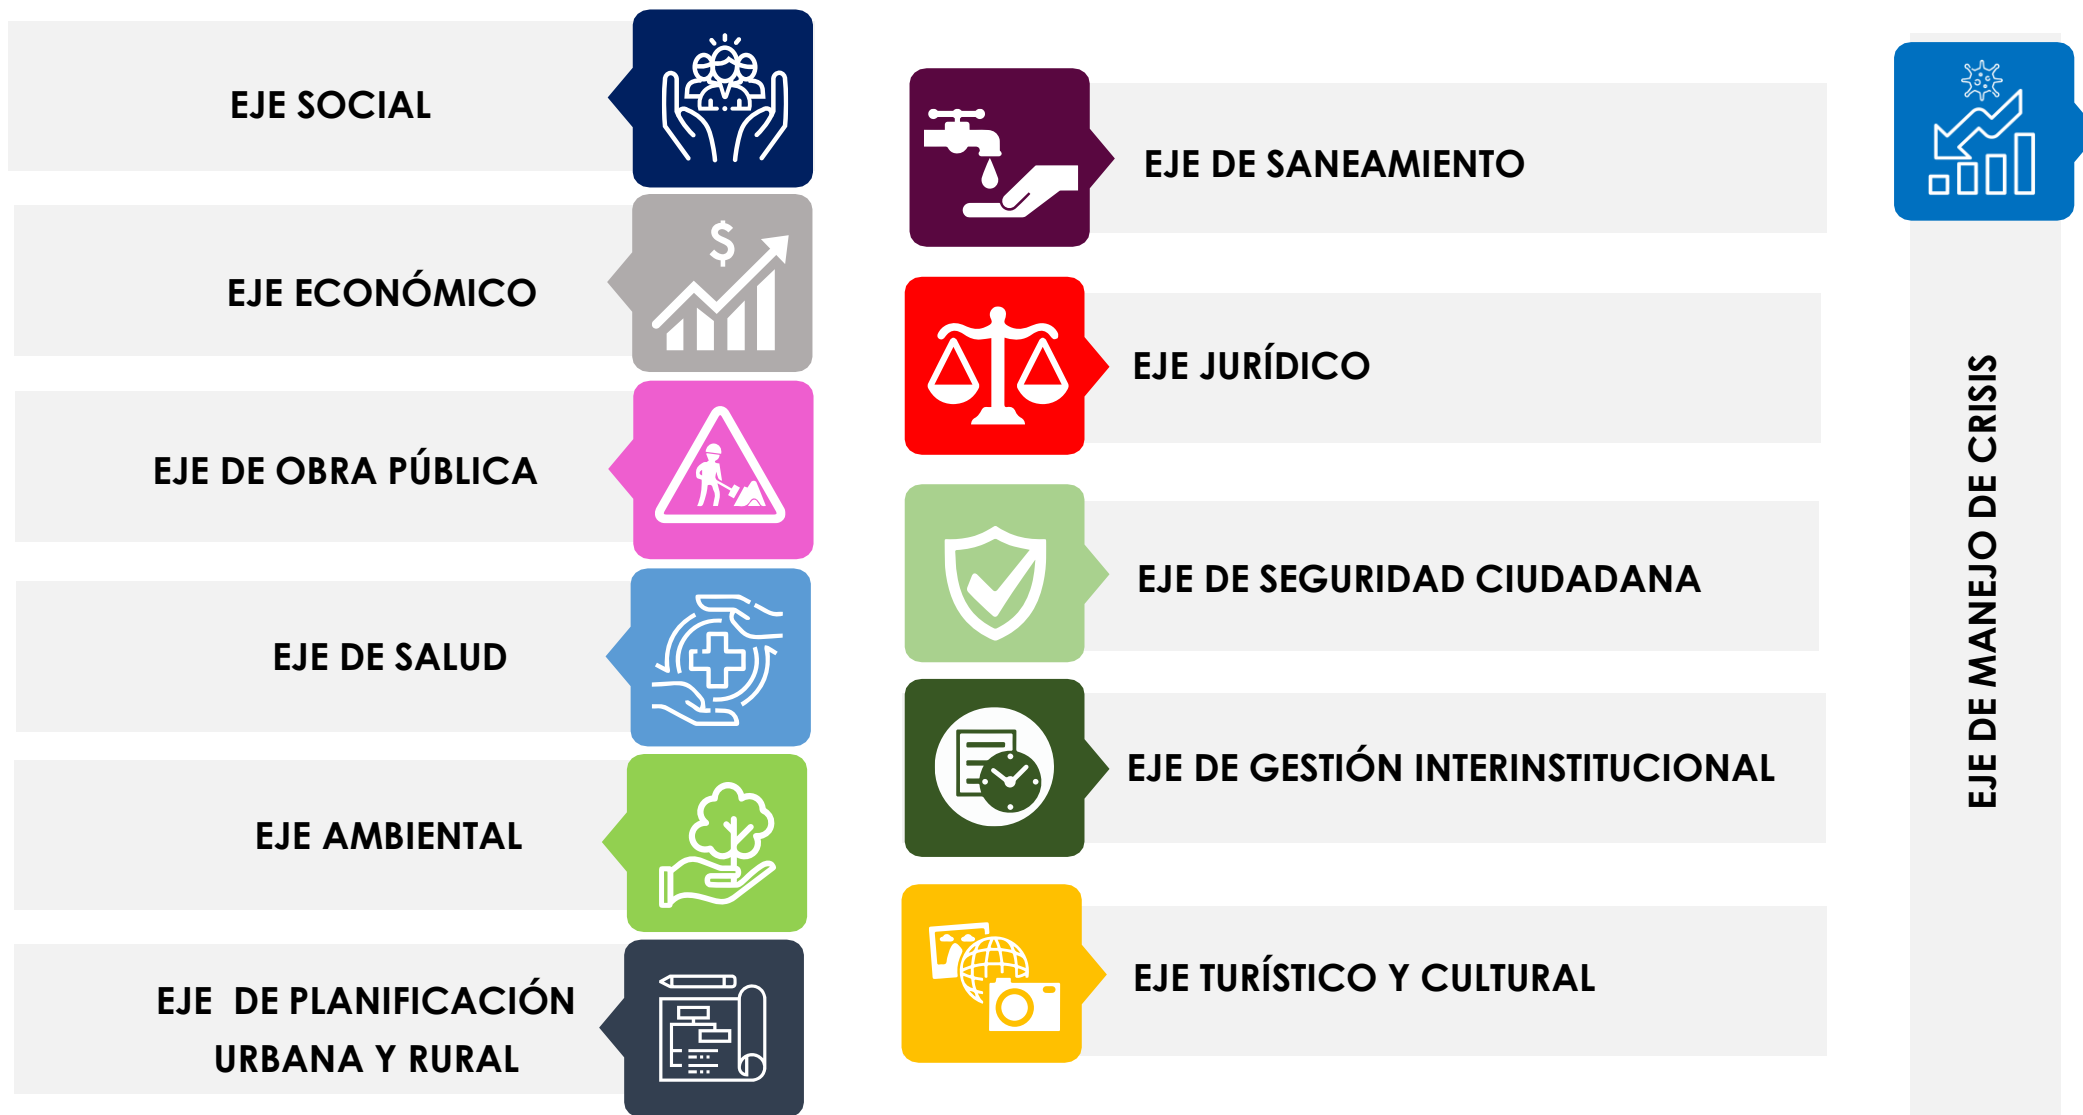 EJE SOCIAL
EJE ECONÓMICO
$
EJE DE OBRA PÚBLICA
EJE DE SALUD
EJE AMBIENTAL
EJE DE PLANIFICACIÓN
URBANA Y RURAL
EJE DE SANEAMIENTO
EJE JURÍDICO
EJE DE SEGURIDAD CIUDADANA
EJE DE GESTIÓN INTERINSTITUCIONAL
EJE TURÍSTICO Y CULTURAL
EJE DE MANEJO DE CRISIS